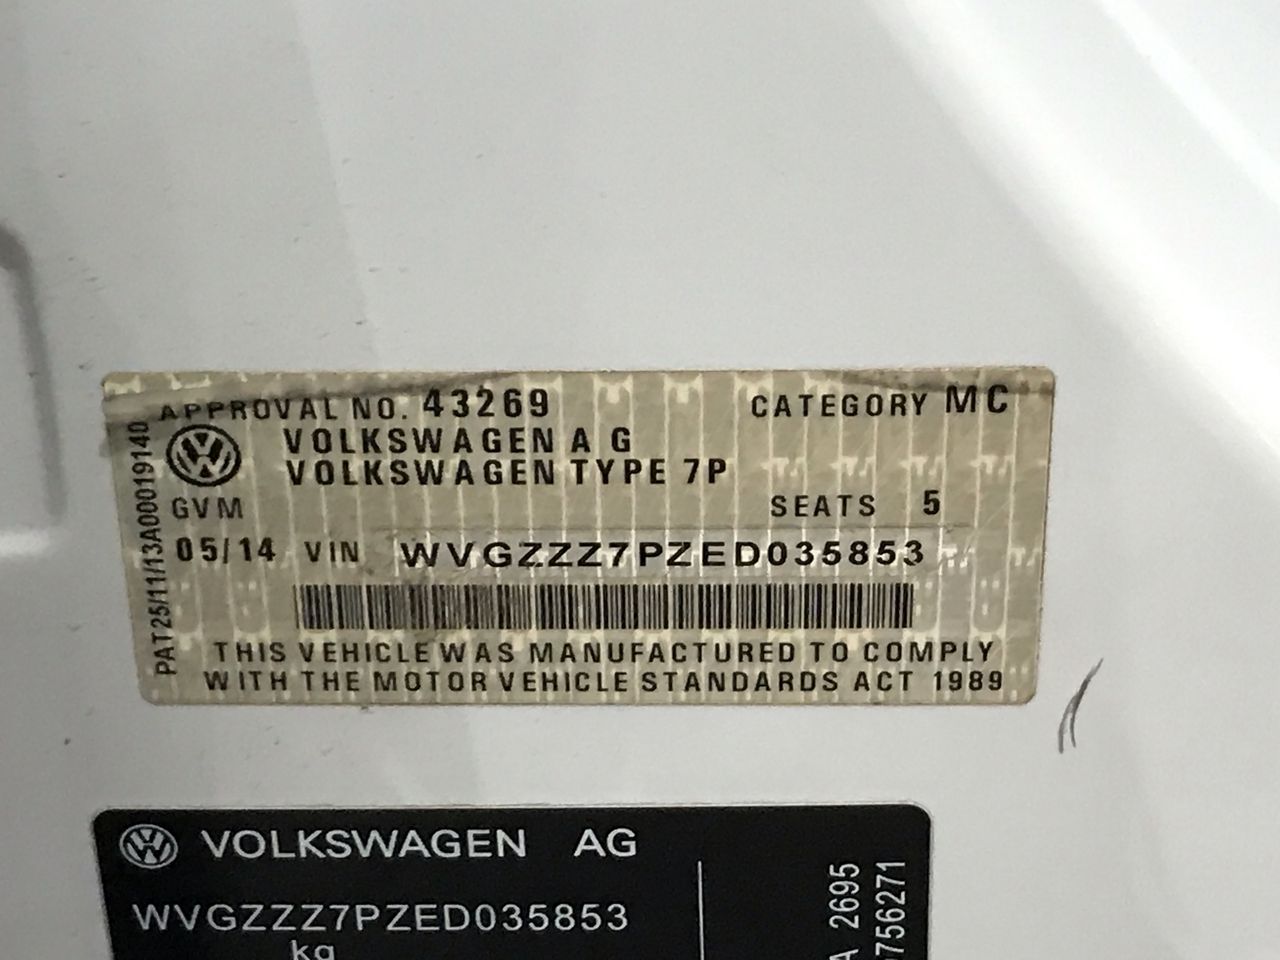 APPROVAL NO. 43269 CATEGORY MC
VOLKSWAGEN AG
VOLKSWAGEN TYPE 7P
GVM SEATS 5
05/14 VIN WVGZZZ7PZED035853
THIS VEHICLE WAS MANUFACTURED TO COMPLY
WITH THE MOTOR VEHICLE STANDARDS ACT 1989
PAT25/11/13A00019140
VOLKSWAGEN AG
WVGZZZ7PZED035853
kg
A 2695
756271